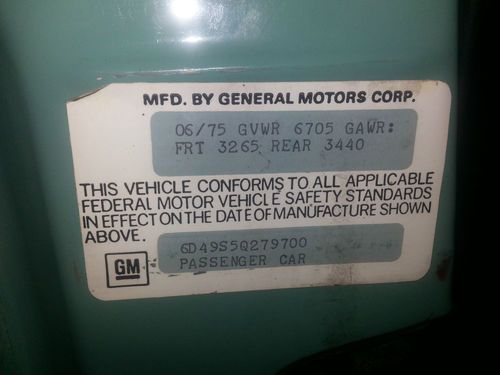 MFD. BY GENERAL MOTORS CORP.
06/75 GVWR 6705 GAWR:
FRT 3265 REAR 3440
THIS VEHICLE CONFORMS TO ALL APPLICABLE
FEDERAL MOTOR VEHICLE SAFETY STANDARDS
IN EFFECT ON THE DATE OF MANUFACTURE SHOWN
ABOVE.
6D49S5Q279700
PASSENGER CAR
GM